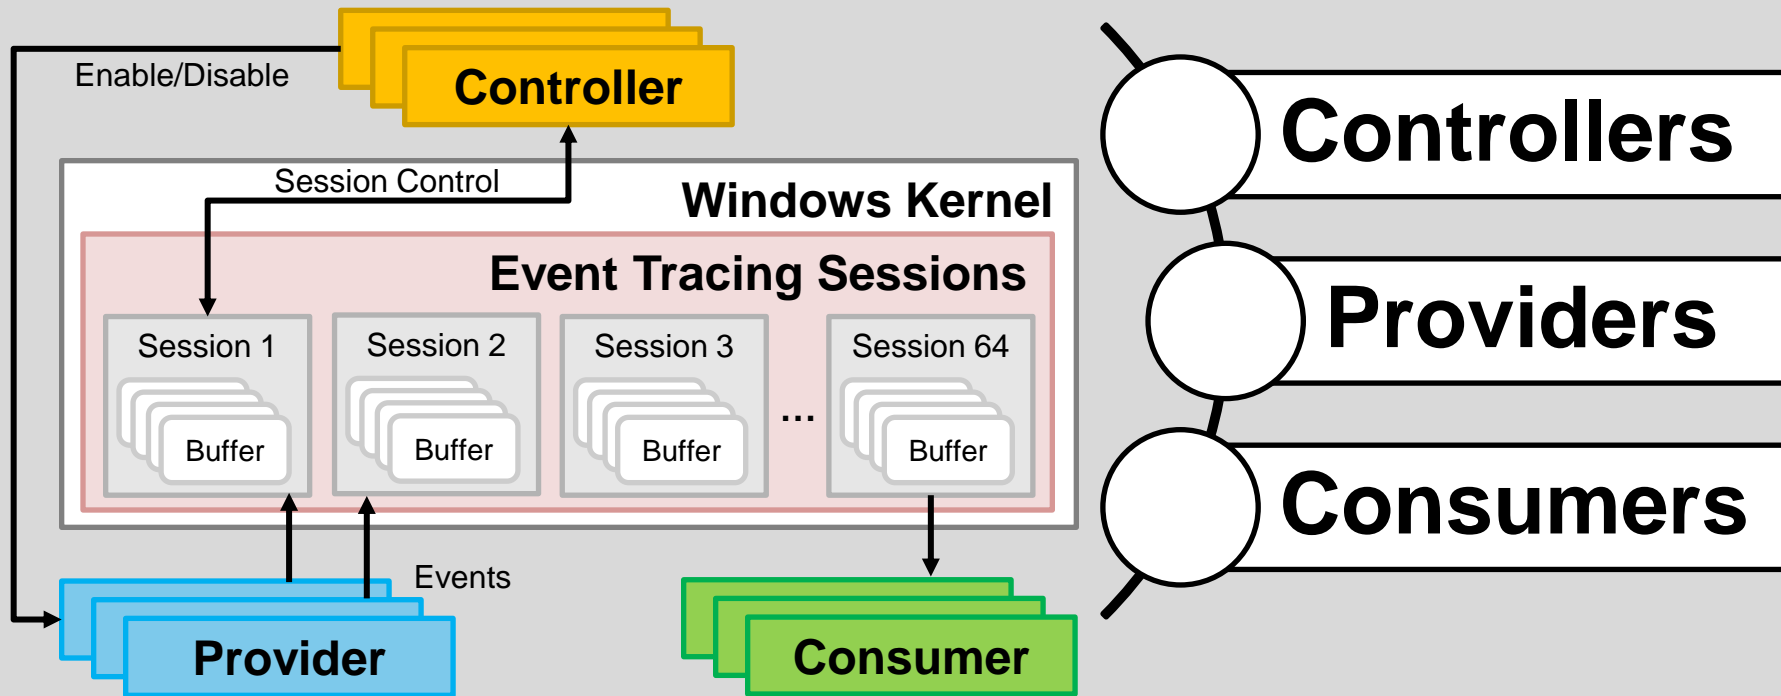 Enable/Disable
Controller
Session Control
Windows Kernel
Event Tracing Sessions
Session 1
Session 2
Session 3
Session 64
Buffer
Buffer
Buffer
...
Buffer
Events
Provider
Consumer
Controllers
Providers
Consumers